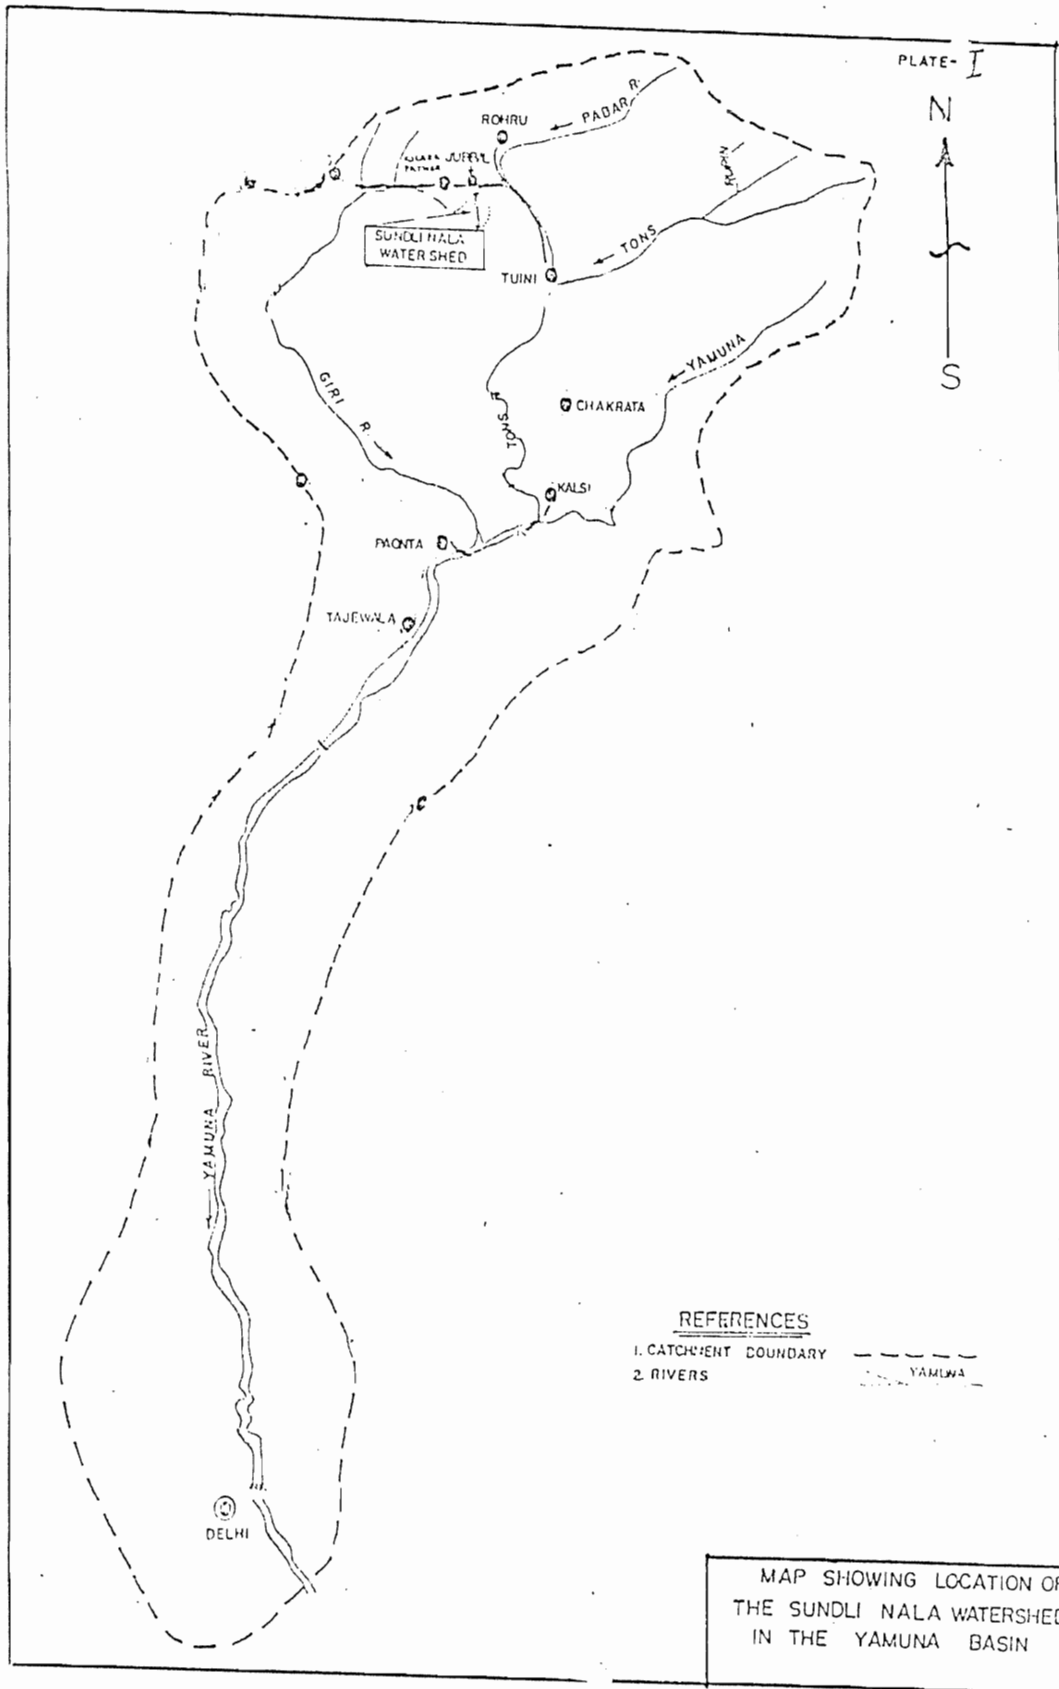 PLATE- I
N
S
ROHRU
PABAR R.
JUBBAL
SUNDLI NALA
WATER SHED
RUPIN
TONS
TUINI
YAMUNA
GIRI R.
CHAKRATA
TONS R
KALSI
PAONTA
TAJEWALA
YAMUNA RIVER
DELHI
REFERENCES
1. CATCHMENT BOUNDARY
2. RIVERS
YAMUNA
MAP SHOWING LOCATION OF
THE SUNDLI NALA WATERSHED
IN THE YAMUNA BASIN